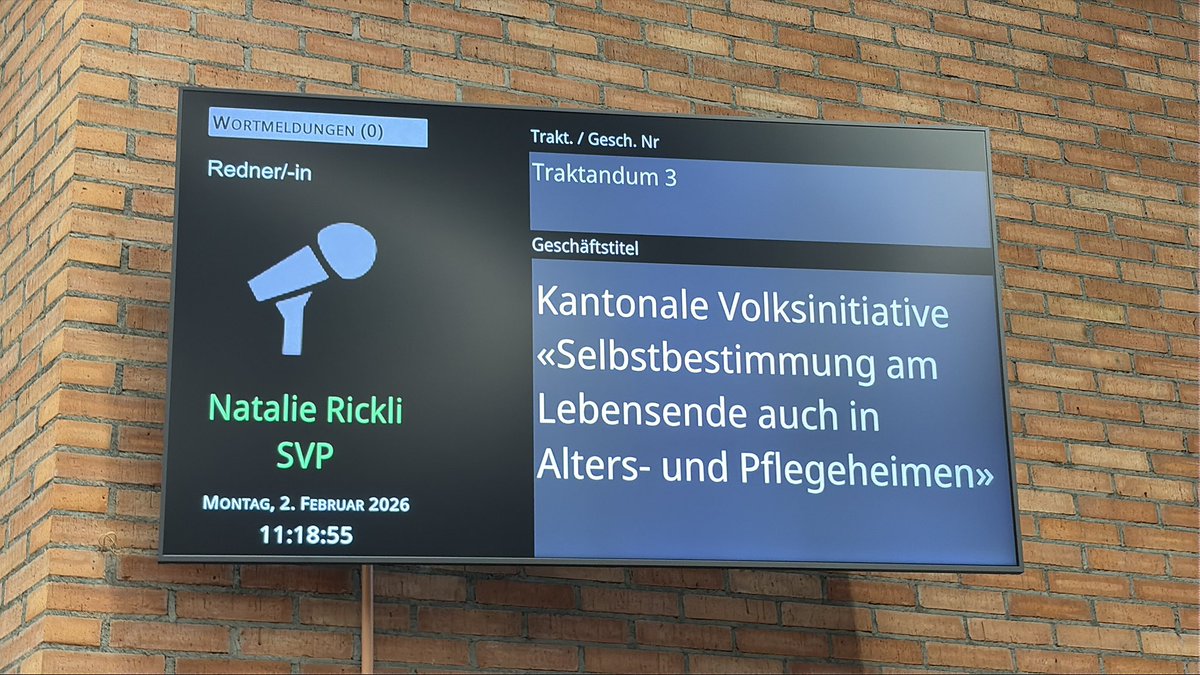 WORTMELDUNGEN (0)
Redner/-in
Natalie Rickli
SVP
MONTAG, 2. FEBRUAR 2026
11:18:55
Trakt. / Gesch. Nr
Traktandum 3
Geschäftstitel
Kantonale Volksinitiative
«Selbstbestimmung am
Lebensende auch in
Alters- und Pflegeheimen»